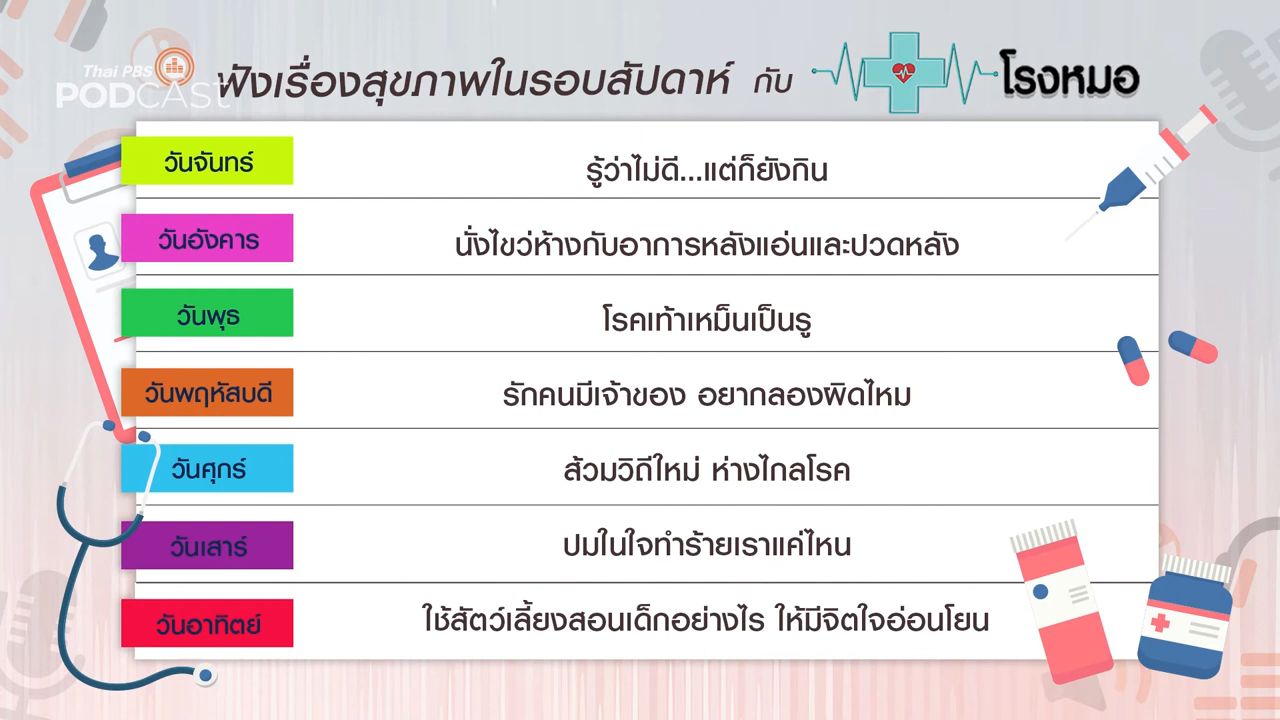 Thai PBS
PODCAST
ฟังเรื่องสุขภาพในรอบสัปดาห์ กับ โรงหมอ
วันจันทร์ รู้ว่าไม่ดี...แต่ก็ยังกิน
วันอังคาร นั่งไขว่ห้างกับอาการหลังแอ่นและปวดหลัง
วันพุธ โรคเท้าเหม็นเป็นรู
วันพฤหัสบดี รักคนมีเจ้าของ อยากลองผิดไหม
วันศุกร์ ส้วมวิถีใหม่ ห่างไกลโรค
วันเสาร์ ปมในใจทำร้ายเราแค่ไหน
วันอาทิตย์ ใช้สัตว์เลี้ยงสอนเด็กอย่างไร ให้มีจิตใจอ่อนโยน